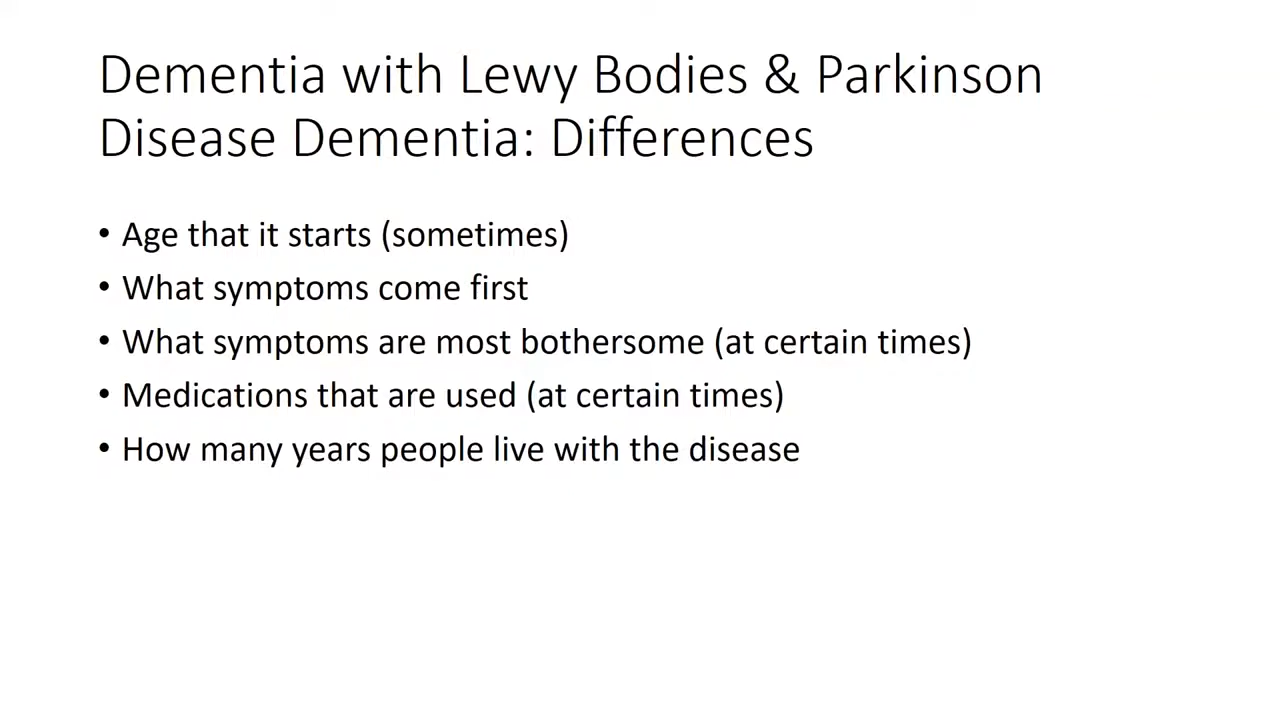 Dementia with Lewy Bodies & Parkinson
Disease Dementia: Differences
• Age that it starts (sometimes)
• What symptoms come first
• What symptoms are most bothersome (at certain times)
• Medications that are used (at certain times)
• How many years people live with the disease